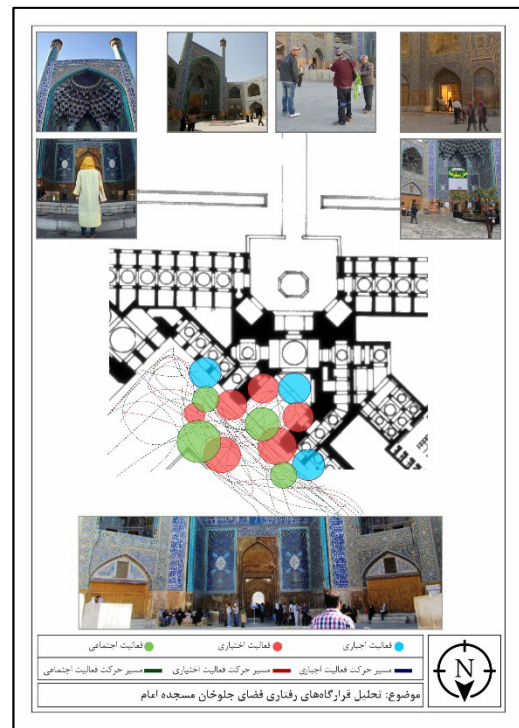 فعالیت اجباری فعالیت اختیاری فعالیت اجتماعی
مسیر حرکت فعالیت اجباری مسیر حرکت فعالیت اختیاری مسیر حرکت فعالیت اجتماعی
موضوع: تحلیل قرارگاه‌های رفتاری فضای جلوخان مسجده امام
N